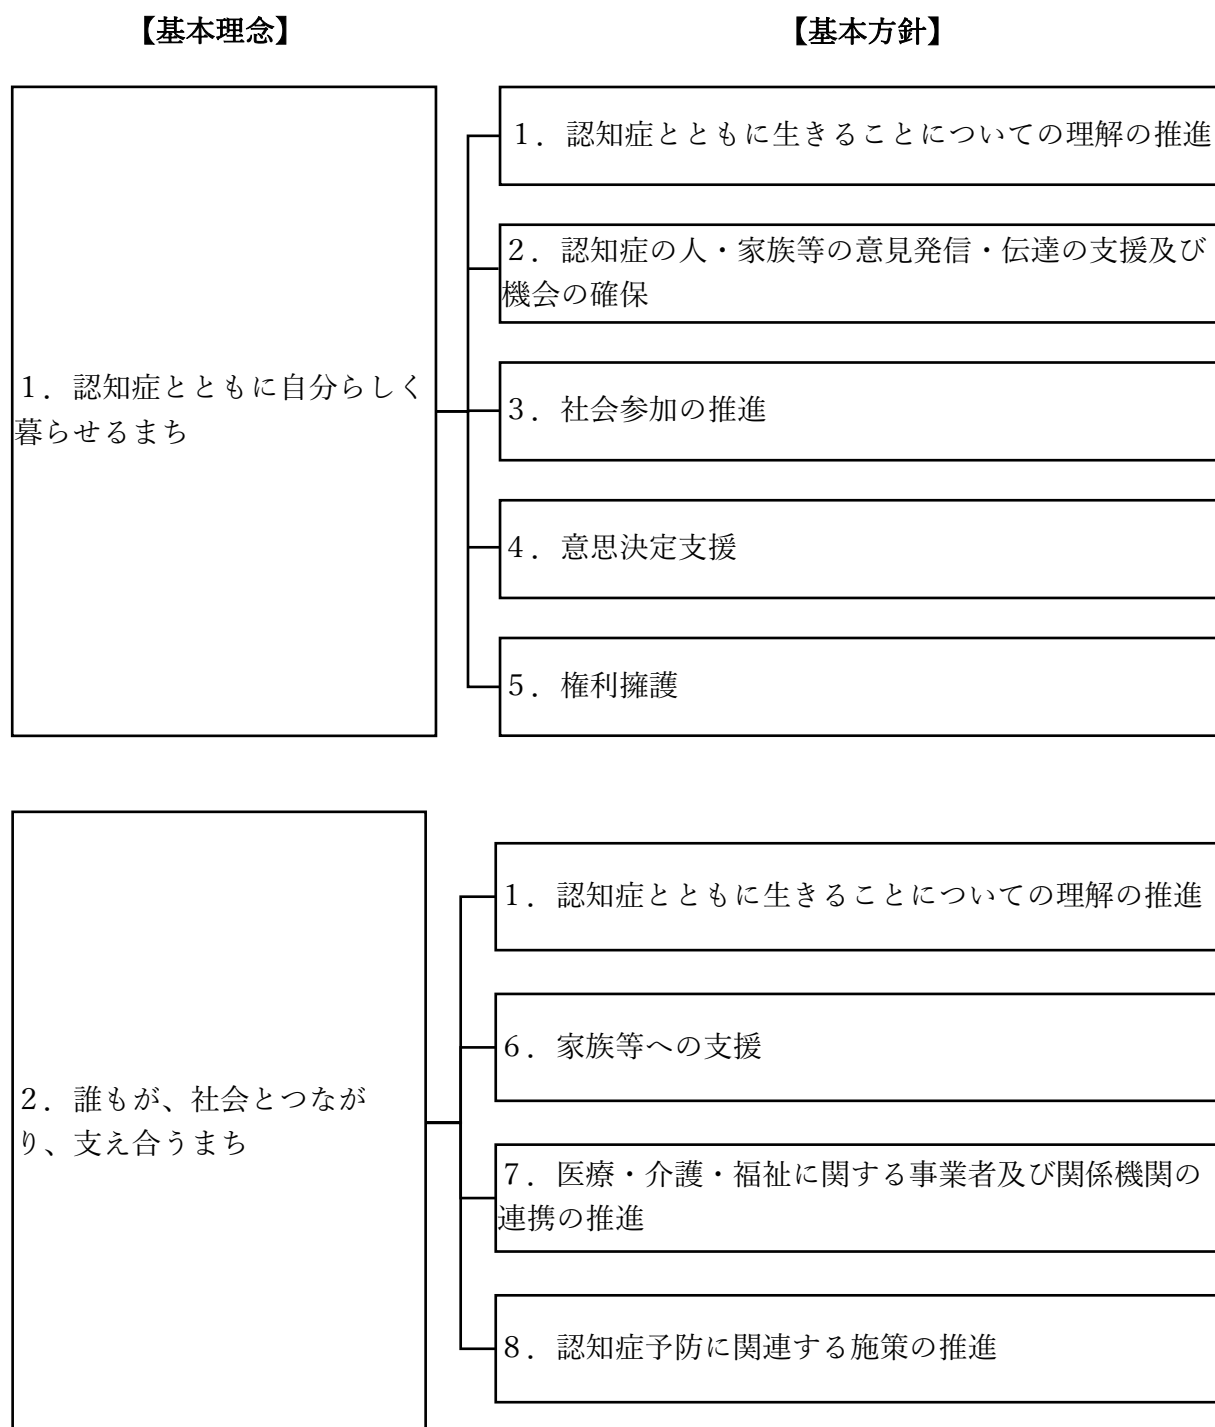 【基本理念】
【基本方針】
１．認知症とともに自分らしく
暮らせるまち
１．認知症とともに生きることについての理解の推進
２．認知症の人・家族等の意見発信・伝達の支援及び
機会の確保
３．社会参加の推進
４．意思決定支援
５．権利擁護
２．誰もが、社会とつなが
り、支え合うまち
１．認知症とともに生きることについての理解の推進
６．家族等への支援
７．医療・介護・福祉に関する事業者及び関係機関の
連携の推進
８．認知症予防に関連する施策の推進